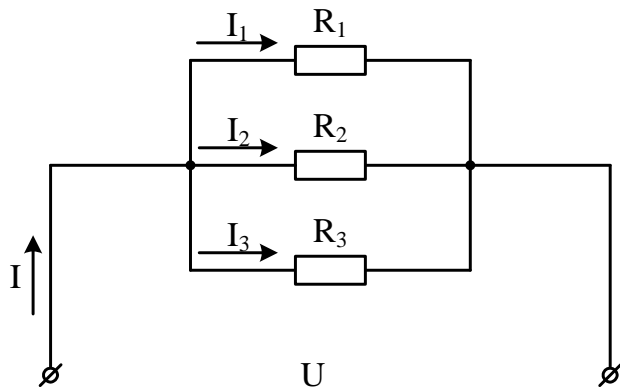 I₁ R₁
I₂ R₂
I₃ R₃
I
U